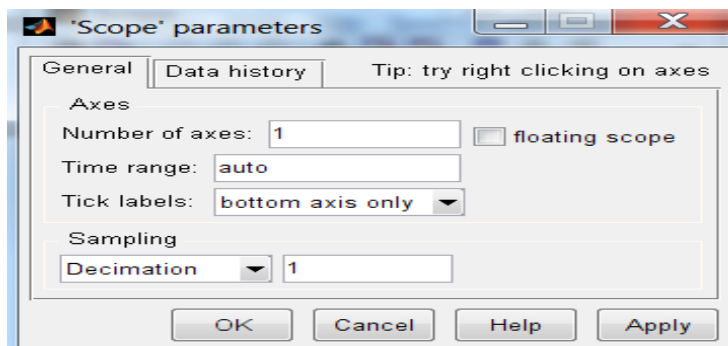 'Scope' parameters
General Data history Tip: try right clicking on axes
Axes
Number of axes: 1 floating scope
Time range: auto
Tick labels: bottom axis only
Sampling
Decimation 1
OK Cancel Help Apply